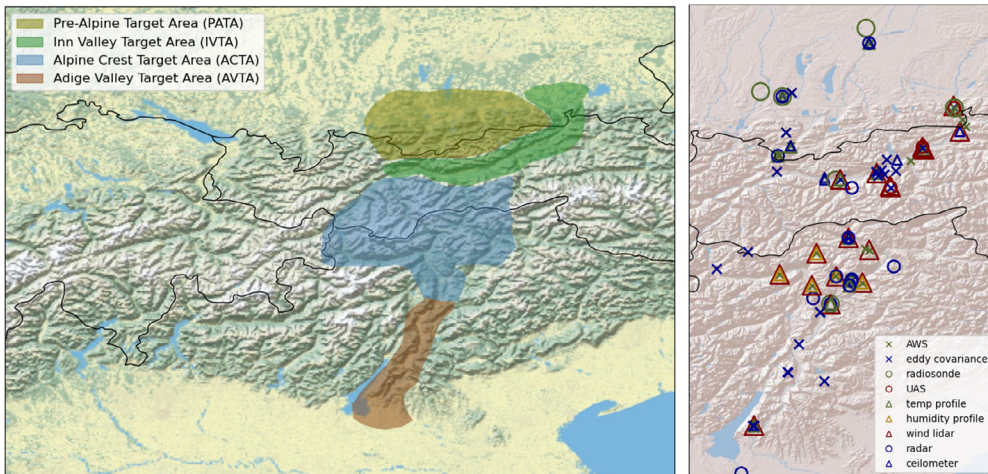 Pre-Alpine Target Area (PATA)
Inn Valley Target Area (IVTA)
Alpine Crest Target Area (ACTA)
Adige Valley Target Area (AVTA)
AWS
eddy covariance
radiosonde
UAS
temp profile
humidity profile
wind lidar
radar
ceilometer